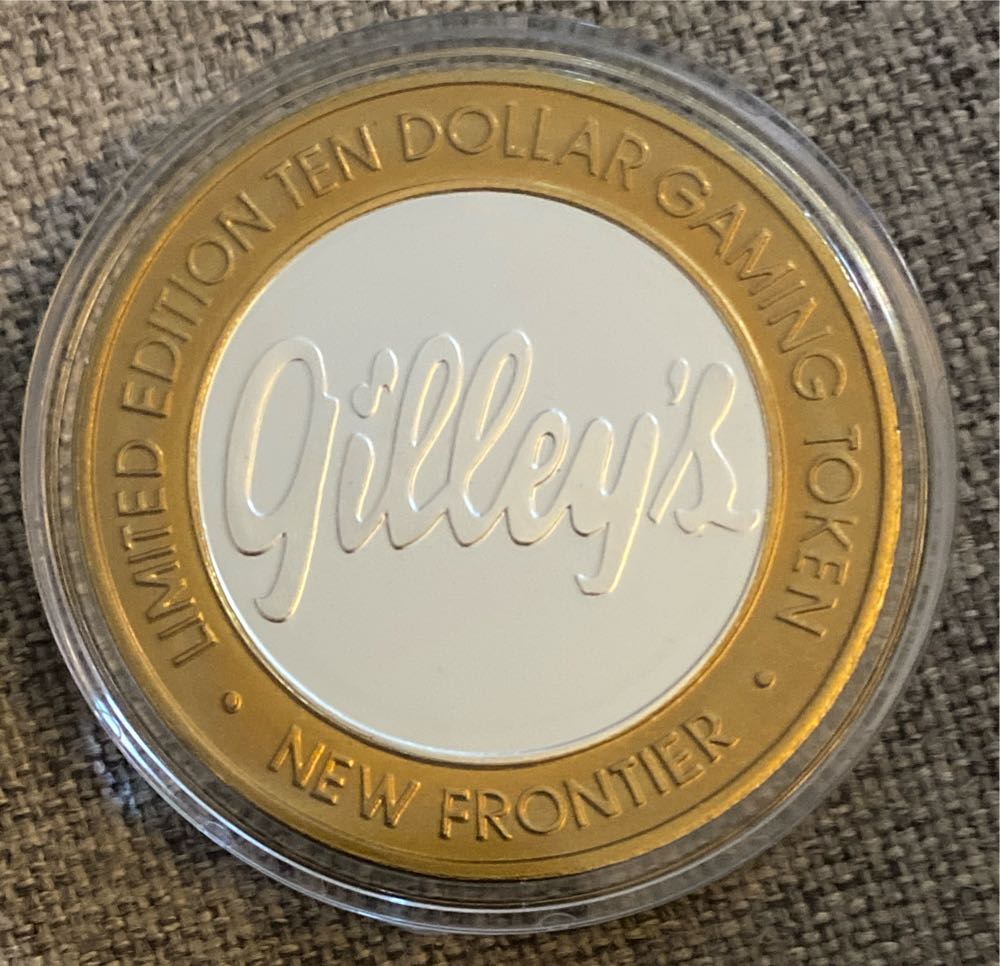 LIMITED EDITION TEN DOLLAR GAMING TOKEN
gilley's
• NEW FRONTIER •